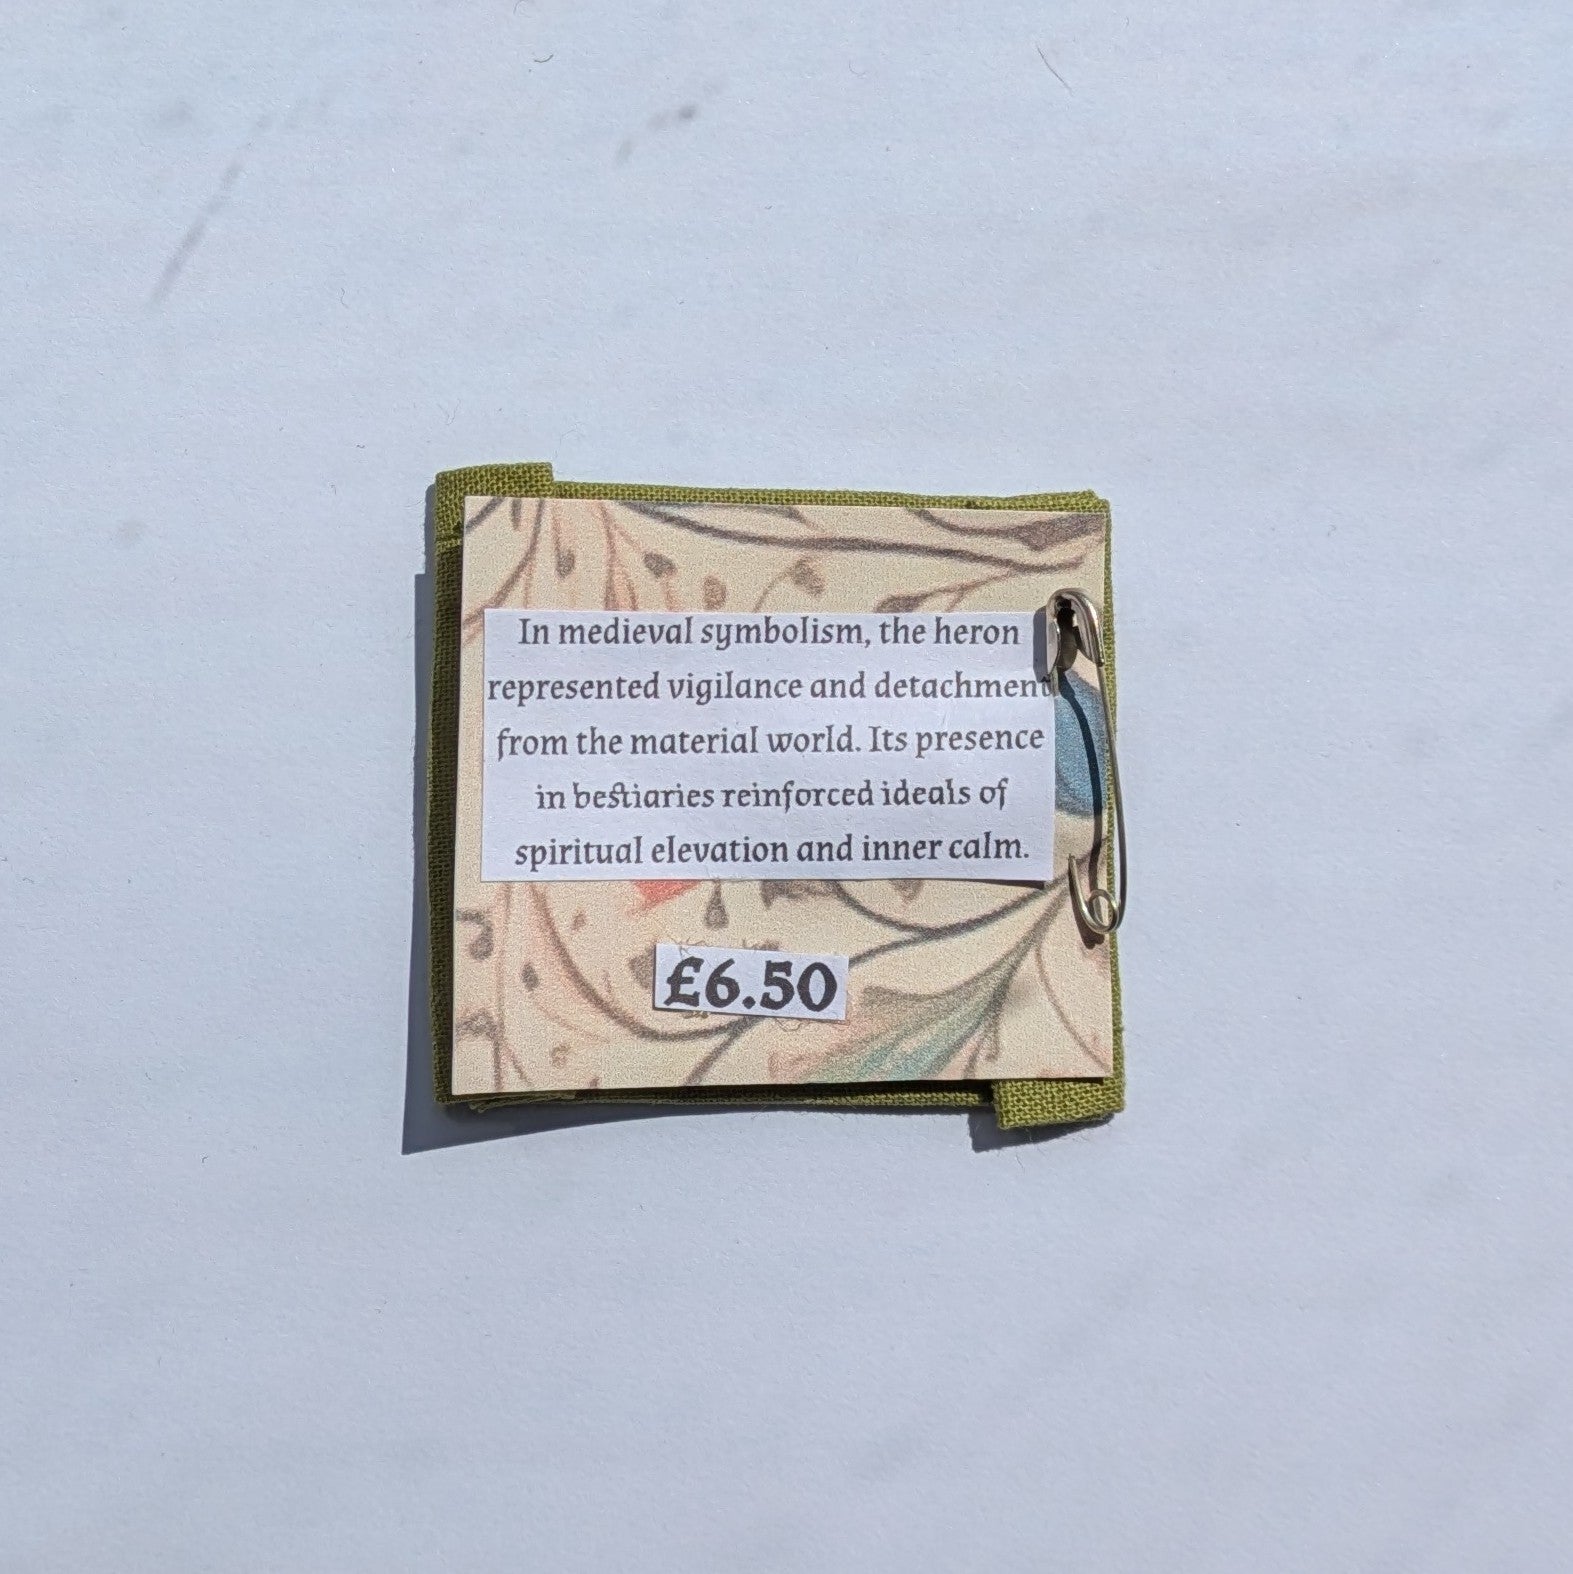 In medieval symbolism, the heron
represented vigilance and detachment
from the material world. Its presence
in bestiaries reinforced ideals of
spiritual elevation and inner calm.
£6.50